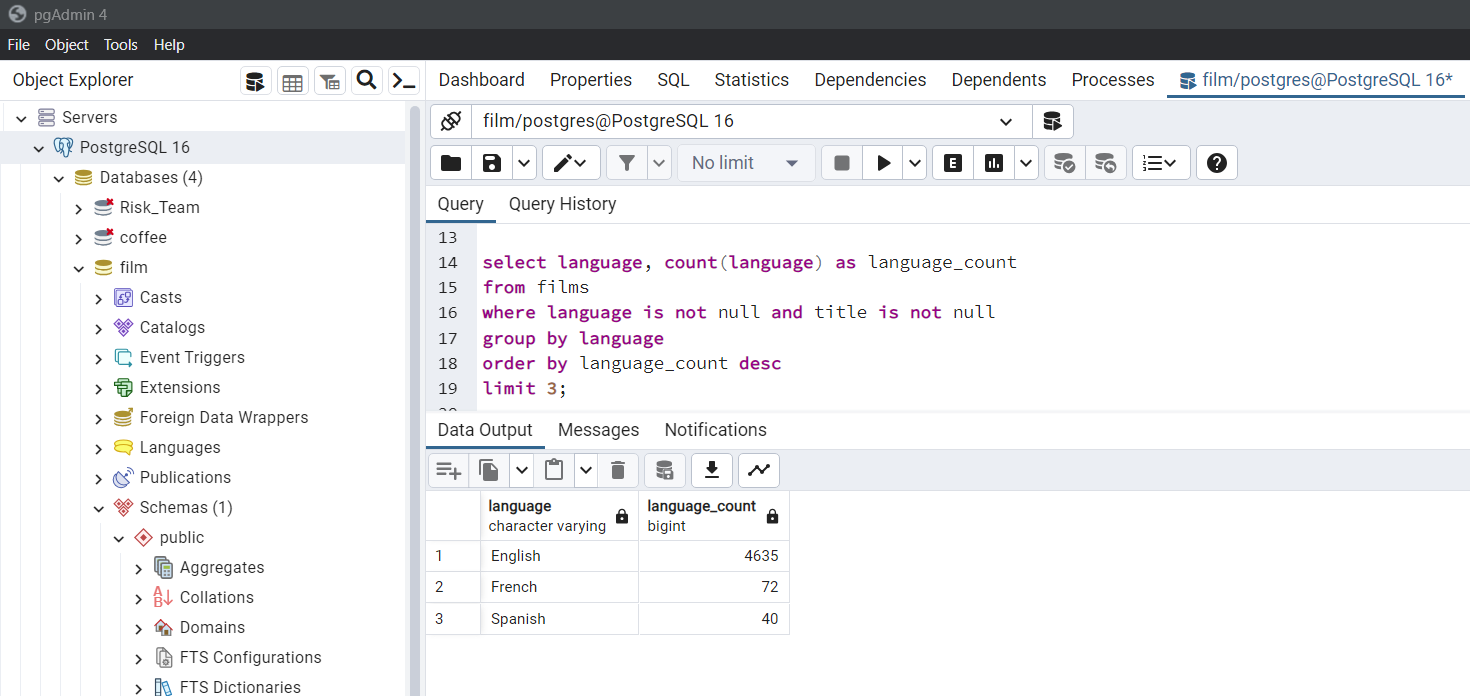 pgAdmin 4
File Object Tools Help
Object Explorer
Dashboard Properties SQL Statistics Dependencies Dependents Processes film/postgres@PostgreSQL 16*
Servers
PostgreSQL 16
Databases (4)
Risk_Team
coffee
film
Casts
Catalogs
Event Triggers
Extensions
Foreign Data Wrappers
Languages
Publications
Schemas (1)
public
Aggregates
Collations
Domains
FTS Configurations
FTS Dictionaries
film/postgres@PostgreSQL 16
No limit
E
Query Query History
13
14 select language, count(language) as language_count
15 from films
16 where language is not null and title is not null
17 group by language
18 order by language_count desc
19 limit 3;
20
Data Output Messages Notifications
language language_count
character varying bigint
1 English 4635
2 French 72
3 Spanish 40